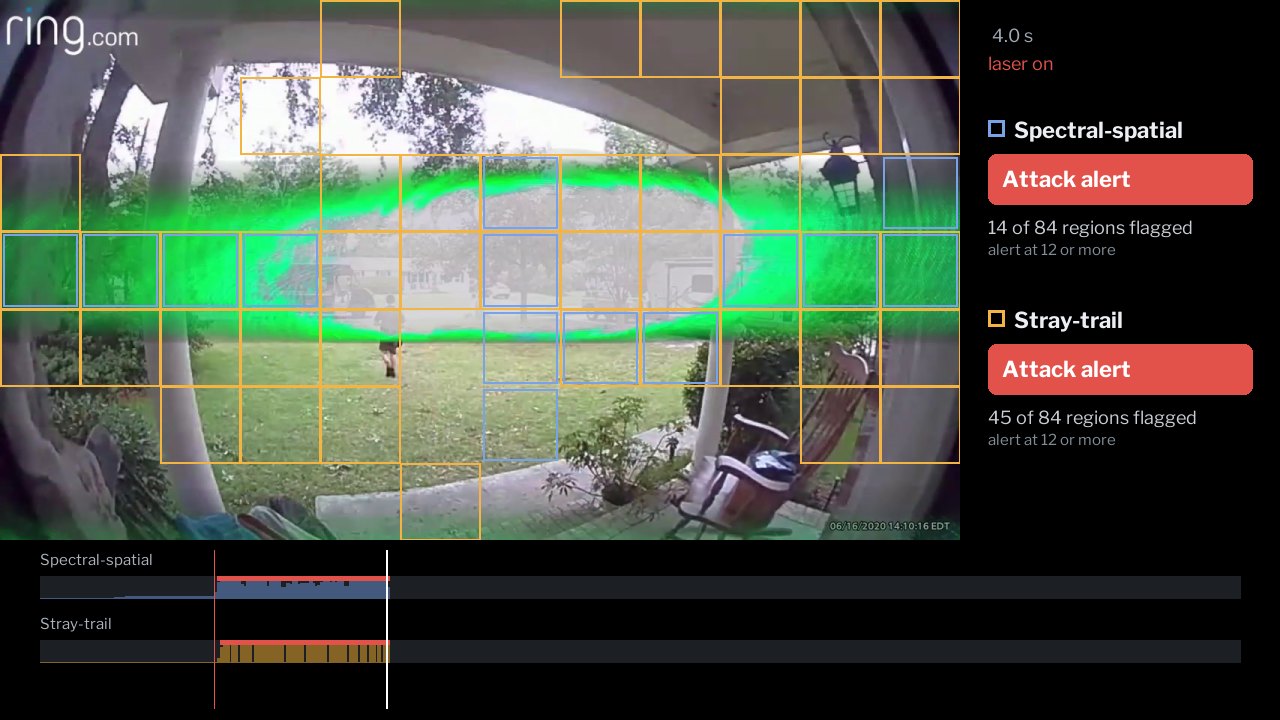 ring.com
4.0 s
laser on
Spectral-spatial
Attack alert
14 of 84 regions flagged
alert at 12 or more
Stray-trail
Attack alert
45 of 84 regions flagged
alert at 12 or more
06/16/2020 14:10:16 EDT
Spectral-spatial
Stray-trail